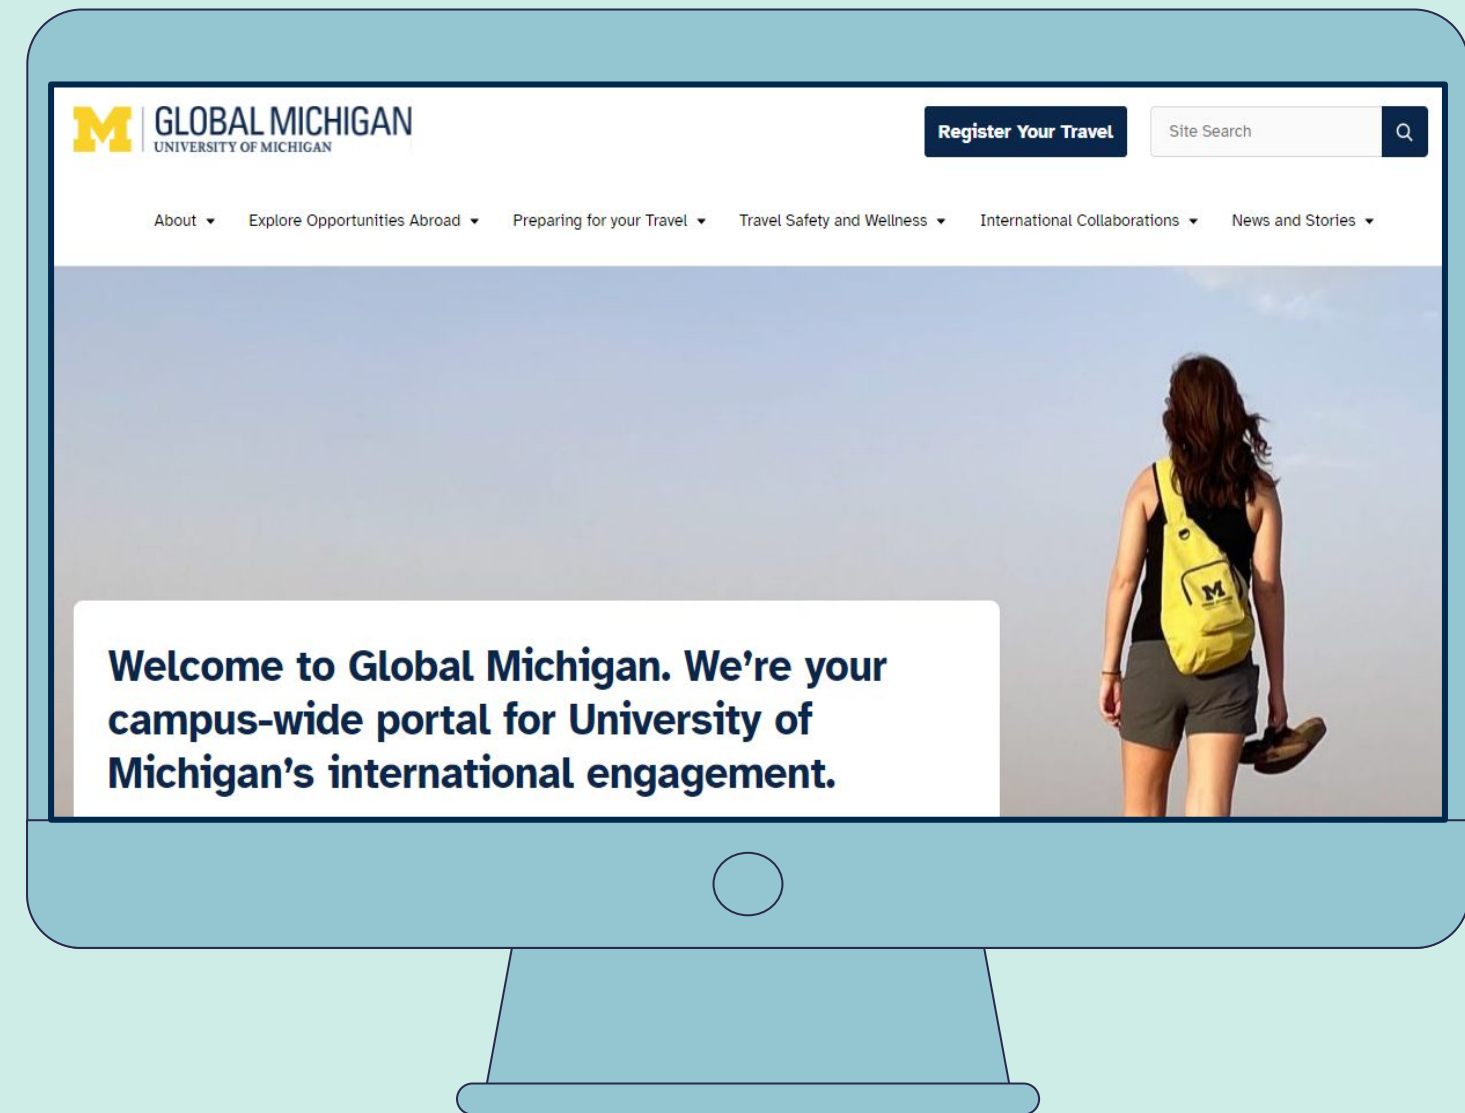 M GLOBAL MICHIGAN
UNIVERSITY OF MICHIGAN
Register Your Travel
Site Search
About
Explore Opportunities Abroad
Preparing for your Travel
Travel Safety and Wellness
International Collaborations
News and Stories
M
Welcome to Global Michigan. We’re your
campus-wide portal for University of
Michigan’s international engagement.